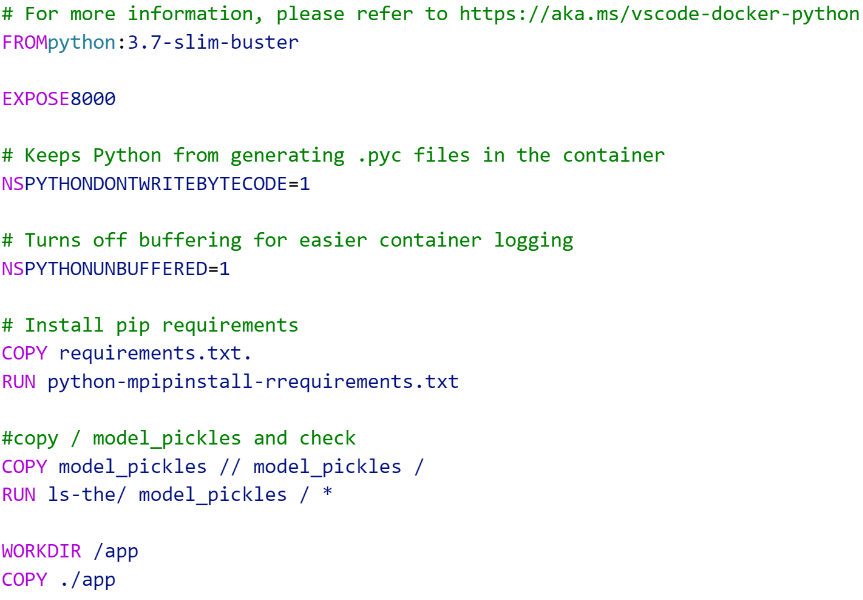 # For more information, please refer to https://aka.ms/vscode-docker-python
FROMpython:3.7-slim-buster
EXPOSE8000
# Keeps Python from generating .pyc files in the container
NSPYTHONDONTWRITEBYTECODE=1
# Turns off buffering for easier container logging
NSPYTHONUNBUFFERED=1
# Install pip requirements
COPY requirements.txt.
RUN python-mpipinstall-rrequirements.txt
#copy / model_pickles and check
COPY model_pickles // model_pickles /
RUN ls-the/ model_pickles / *
WORKDIR /app
COPY ./app